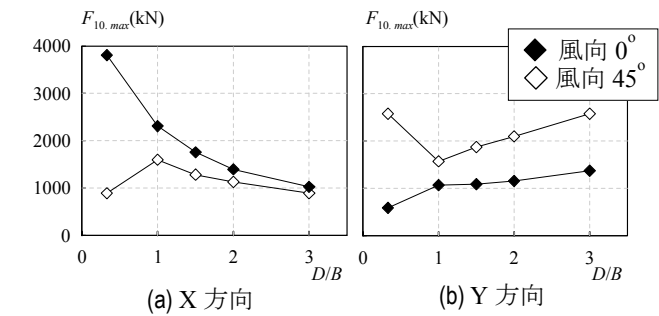 F10. max(kN)
4000
3000
2000
1000
0
0 1 2 3
D/B
(a) X 方向
F10. max(kN)
◆ 風向 0°
◇ 風向 45°
0 1 2 3
D/B
(b) Y 方向